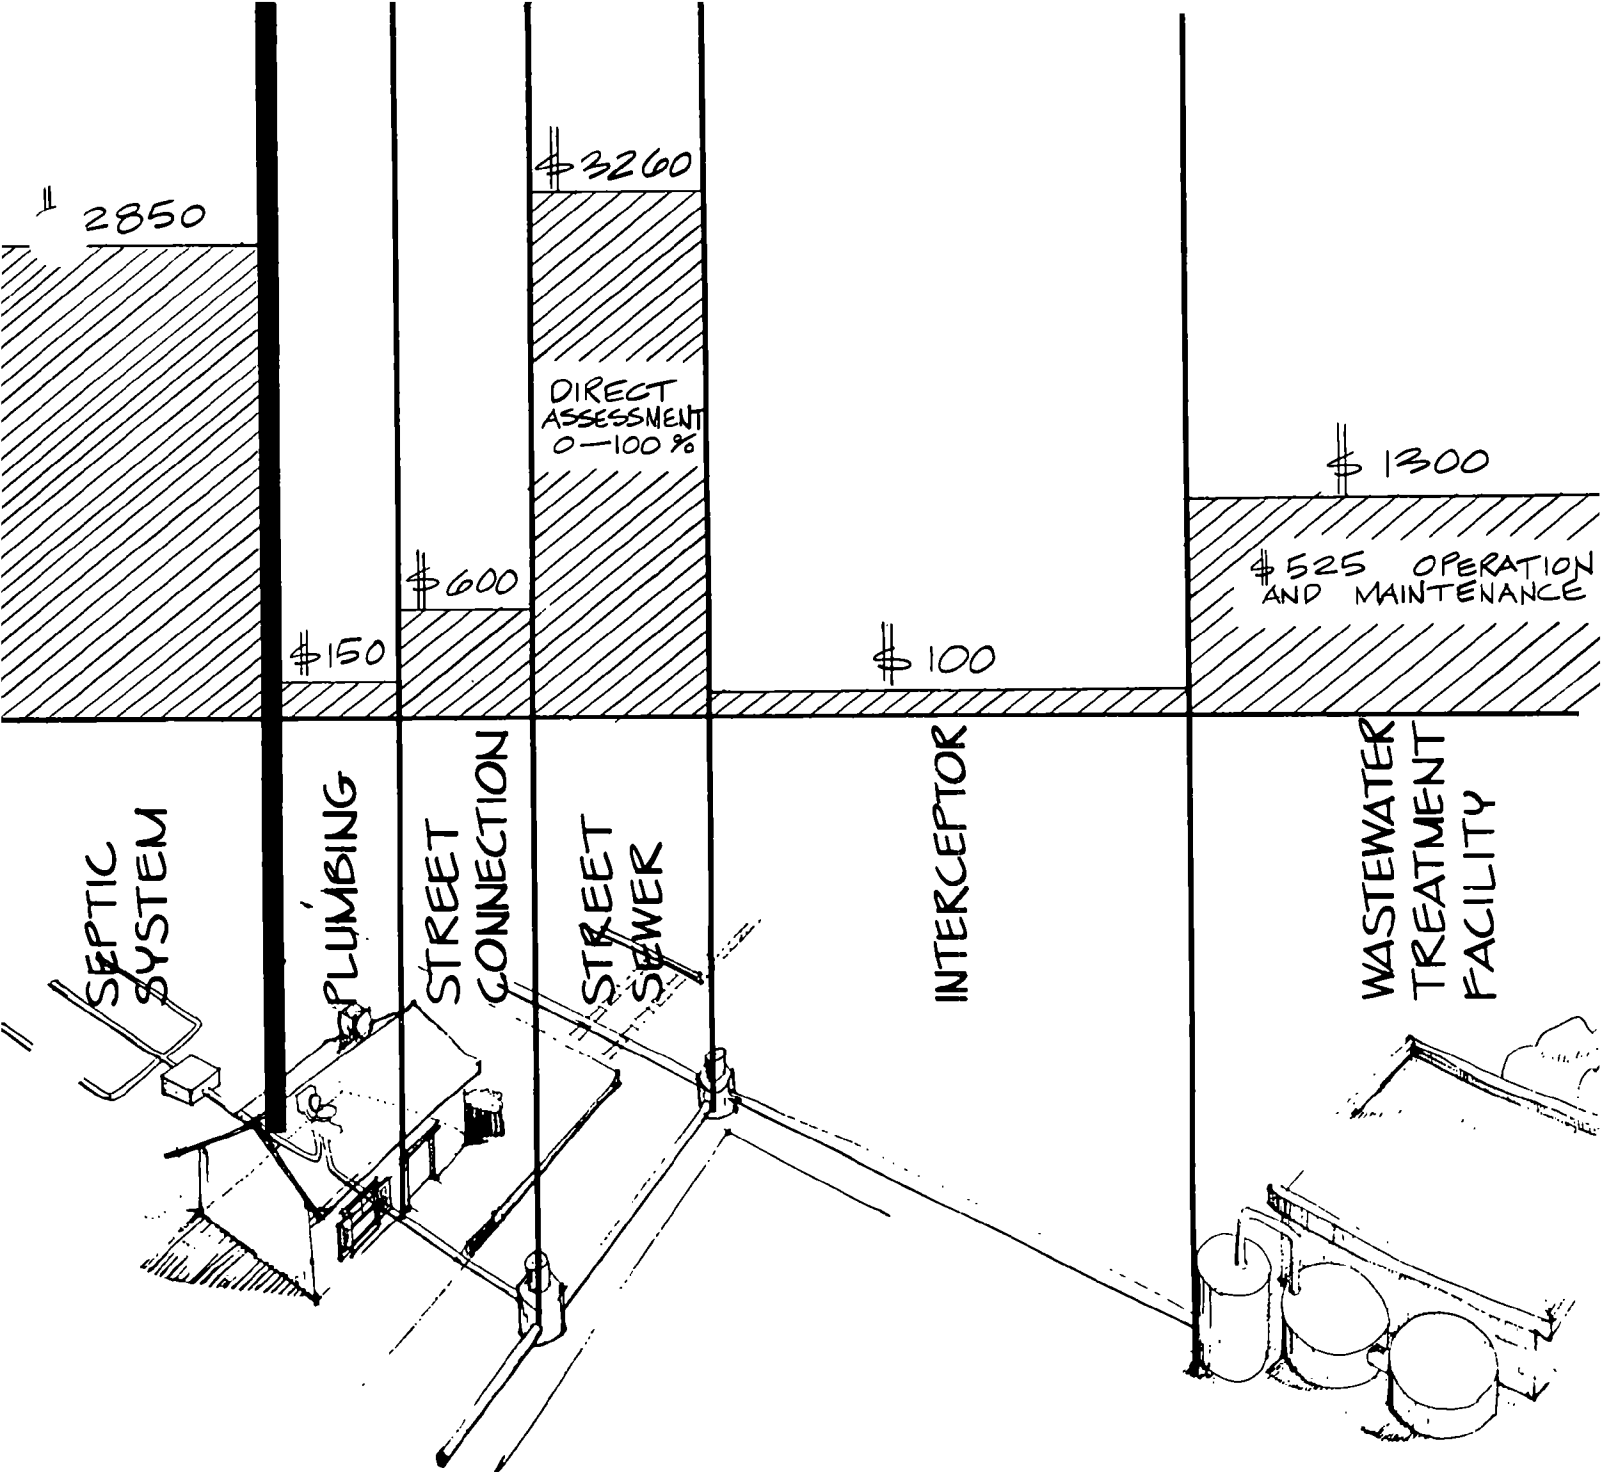 $ 2850
$ 150
$ 600
$ 3260
DIRECT
ASSESSMENT
0—100 %
$ 100
$ 1300
$ 525 OPERATION
AND MAINTENANCE
SEPTIC
SYSTEM
PLUMBING
STREET
CONNECTION
STREET
SEWER
INTERCEPTOR
WASTEWATER
TREATMENT
FACILITY